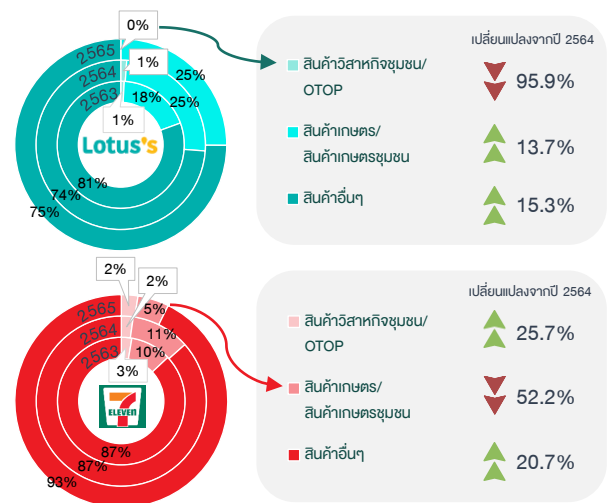 0%
2565
1%
2564
25%
2563
18%
25%
1%
Lotus's
81%
74%
75%
เปลี่ยนแปลงจากปี 2564
สินค้าวิสาหกิจชุมชน/
OTOP
95.9%
สินค้าเกษตร/
สินค้าเกษตรชุมชน
13.7%
สินค้าอื่นๆ
15.3%
2%
2%
2565
5%
2564
11%
2563
10%
3%
7
ELEVEN
87%
87%
93%
เปลี่ยนแปลงจากปี 2564
สินค้าวิสาหกิจชุมชน/
OTOP
25.7%
สินค้าเกษตร/
สินค้าเกษตรชุมชน
52.2%
สินค้าอื่นๆ
20.7%